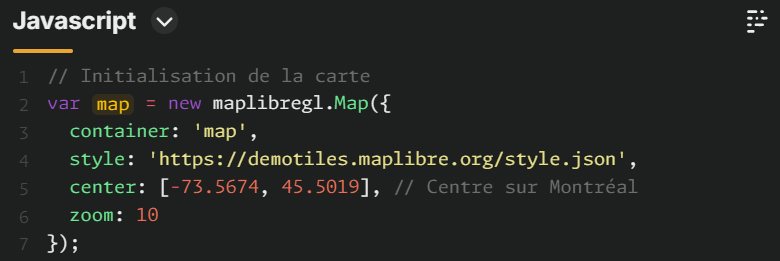 Javascript
1 // Initialisation de la carte
2 var map = new maplibregl.Map({
3   container: 'map',
4   style: 'https://demotiles.maplibre.org/style.json',
5   center: [-73.5674, 45.5019], // Centre sur Montréal
6   zoom: 10
7 });